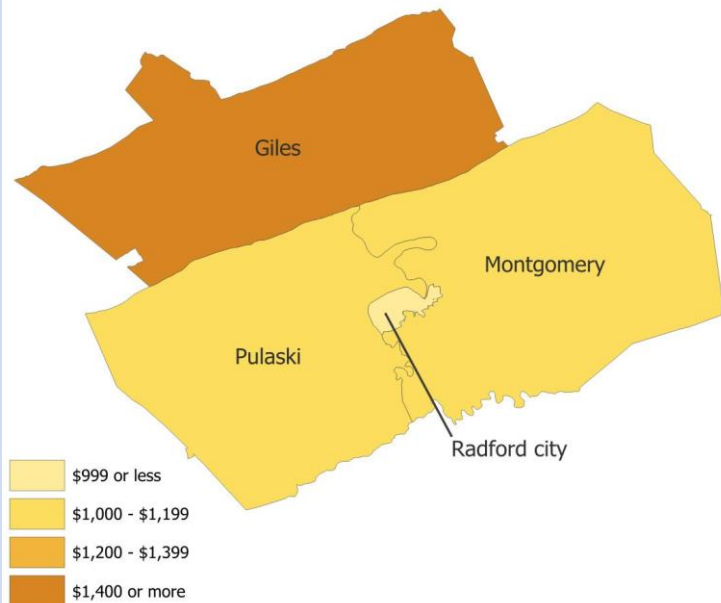 Giles
Montgomery
Pulaski
Radford city
$999 or less
$1,000 - $1,199
$1,200 - $1,399
$1,400 or more